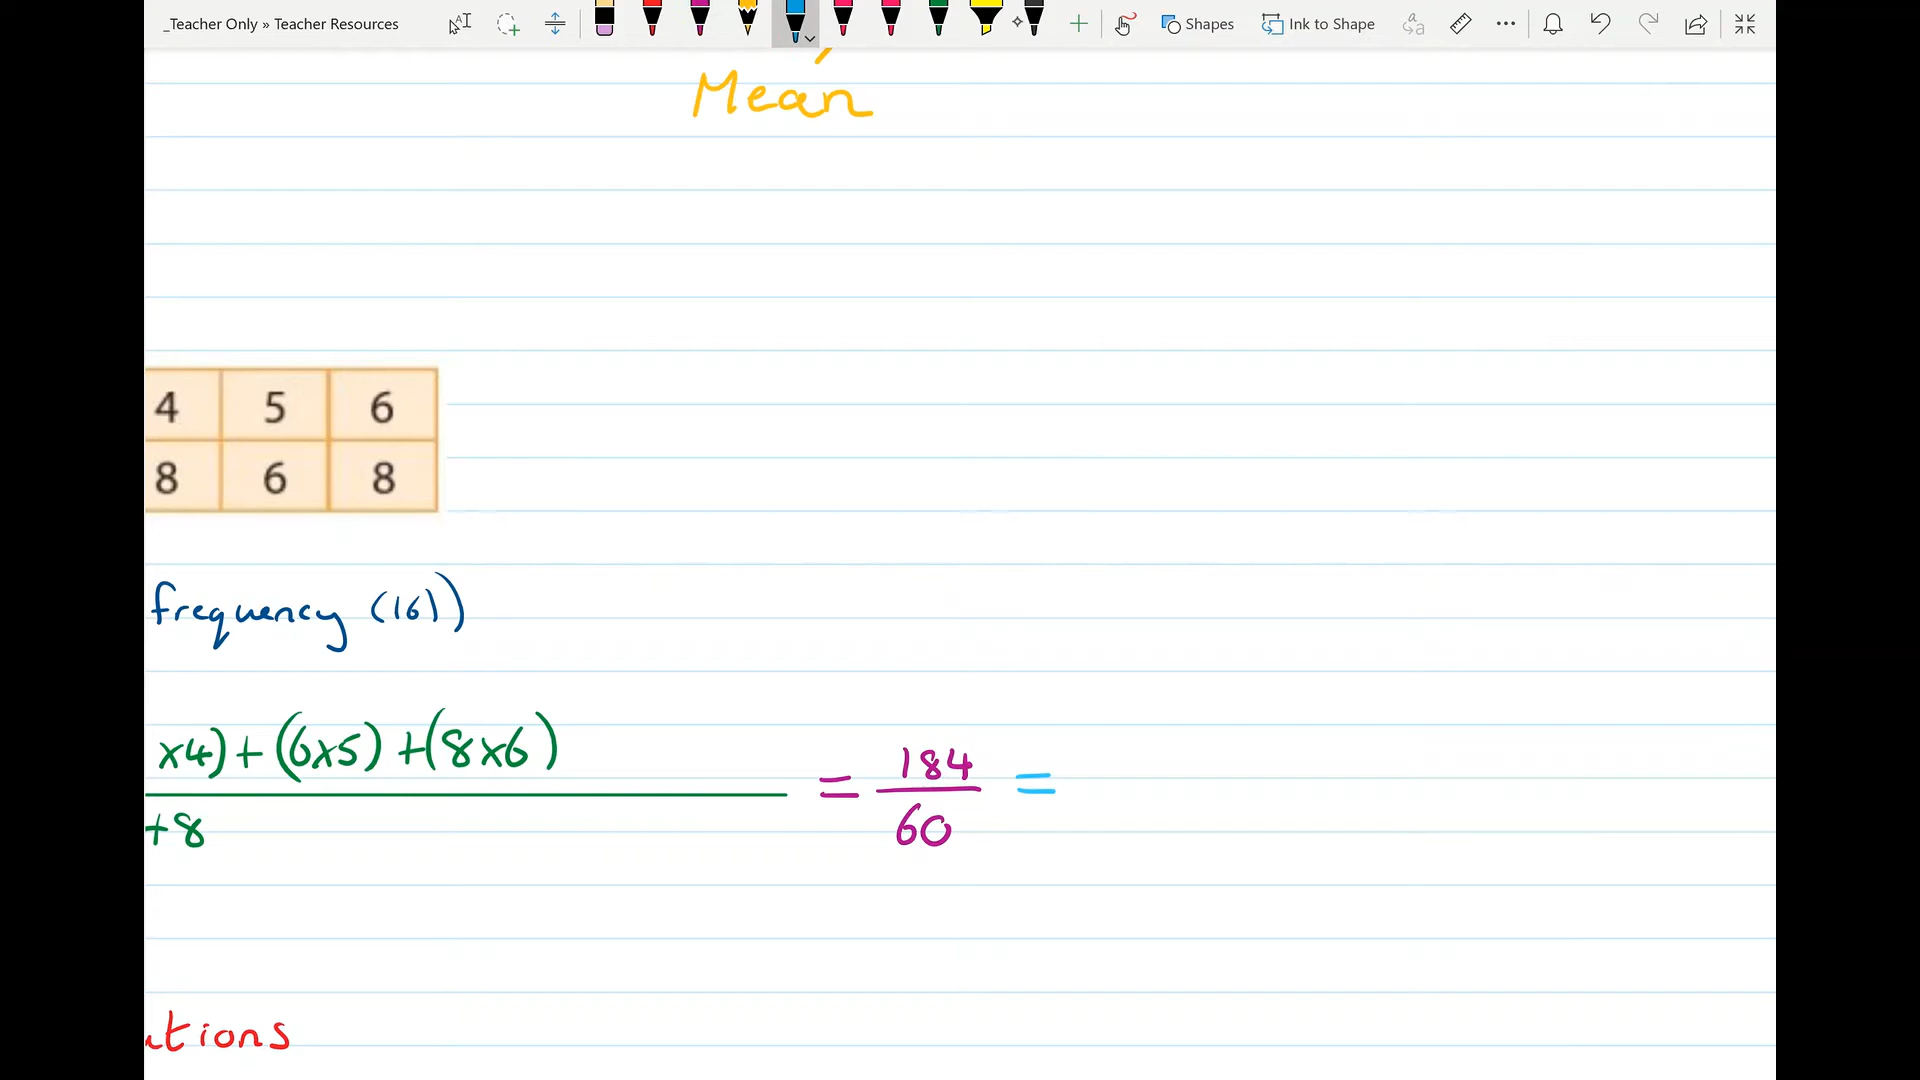 _Teacher Only » Teacher Resources
Shapes
Ink to Shape
Mean
4 5 6
8 6 8
frequency (16))
x4) + (6x5) + (8x6)
+8
= 184
60 =
utions